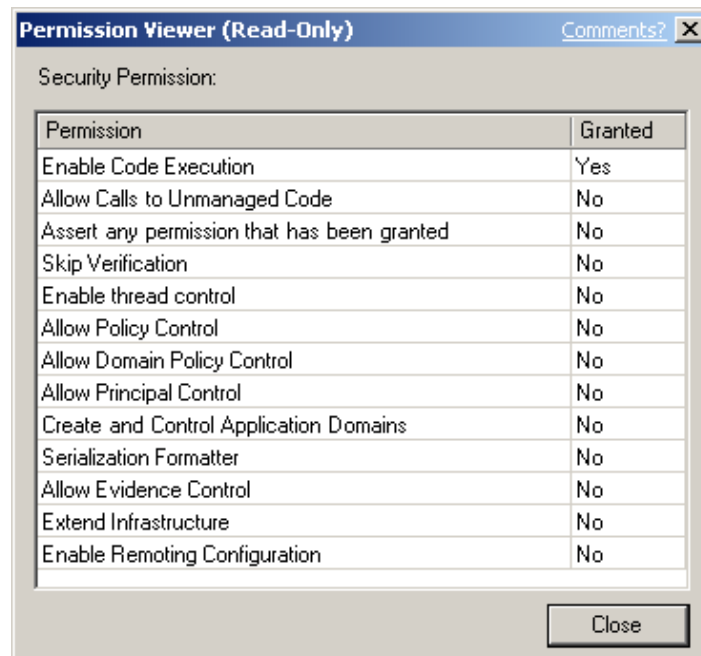 Permission Viewer (Read-Only) Comments?
Security Permission:
Permission Granted
Enable Code Execution Yes
Allow Calls to Unmanaged Code No
Assert any permission that has been granted No
Skip Verification No
Enable thread control No
Allow Policy Control No
Allow Domain Policy Control No
Allow Principal Control No
Create and Control Application Domains No
Serialization Formatter No
Allow Evidence Control No
Extend Infrastructure No
Enable Remoting Configuration No
Close